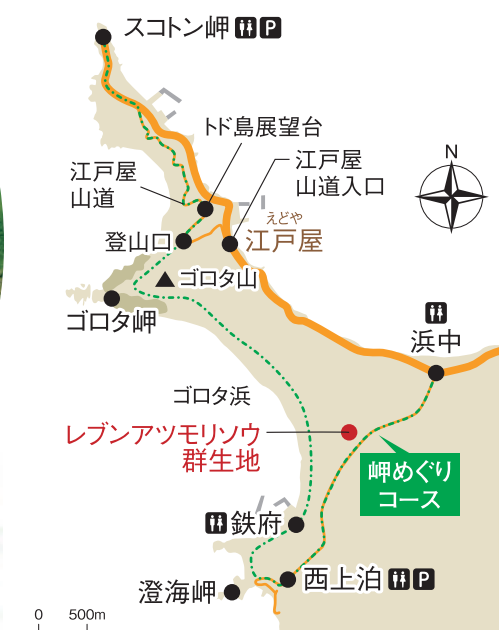 スコトン岬 P
トド島展望台
N
江戸屋
山道
江戸屋
山道入口
えどや
江戸屋
登山口
ゴロタ山
ゴロタ岬
浜中
ゴロタ浜
レブンアツモリソウ
群生地
岬めぐり
コース
鉄府
西上泊 P
澄海岬
0 500m